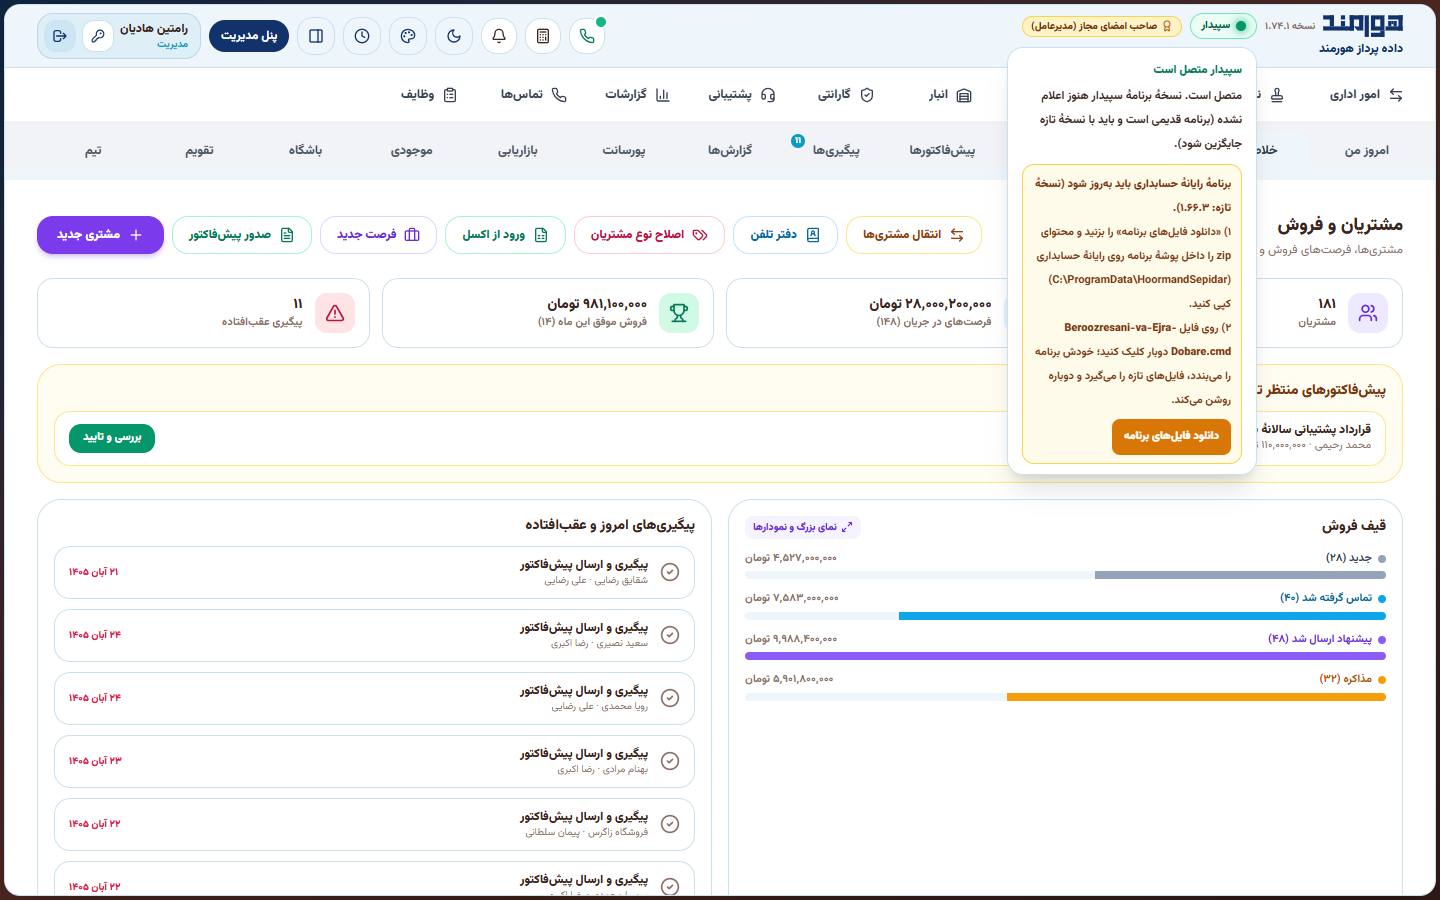 هورمند
داده پرداز هورمند
نسخه ۱.۷۴.۱
سپیدار
صاحب امضای مجاز (مدیرعامل)
پنل مدیریت
رامتین هادیان
مدیریت
امور اداری
انبار
گارانتی
پشتیبانی
گزارشات
تماس‌ها
وظایف
امروز من
پیش‌فاکتورها
پیگیری‌ها
۱۱
گزارش‌ها
پورسانت
بازاریابی
موجودی
باشگاه
تقویم
تیم
سپیدار متصل است
متصل است. نسخهٔ برنامهٔ سپیدار هنوز اعلام
نشده (برنامه قدیمی است و باید با نسخهٔ تازه
جایگزین شود).
برنامهٔ رایانهٔ حسابداری باید به‌روز شود (نسخهٔ
تازه: ۱.۶۶.۳).
۱) «دانلود فایل‌های برنامه» را بزنید و محتوای
zip را داخل پوشهٔ برنامه روی رایانهٔ حسابداری
(C:\ProgramData\HoormandSepidar)
کپی کنید.
۲) روی فایل Beroozresani-va-Ejra-
Dobare.cmd دوبار کلیک کنید؛ خودش برنامه
را می‌بندد، فایل‌های تازه را می‌گیرد و دوباره
روشن می‌کند.
دانلود فایل‌های برنامه
مشتریان و فروش
مشتری‌ها، فرصت‌های فروش و
انتقال مشتری‌ها
دفتر تلفن
اصلاح نوع مشتریان
ورود از اکسل
فرصت جدید
صدور پیش‌فاکتور
مشتری جدید
۱۸۱
مشتریان
۲۸,۰۰۰,۲۰۰,۰۰۰ تومان
فرصت‌های در جریان (۱۴۸)
۹۸۱,۱۰۰,۰۰۰ تومان
فروش موفق این ماه (۱۴)
۱۱
پیگیری عقب‌افتاده
پیش‌فاکتورهای منتظر
قرارداد پشتیبانی سالانهٔ
محمد رحیمی · ۱۱۰,۰۰۰,۰۰۰
بررسی و تایید
قیف فروش
نمای بزرگ و نمودارها
جدید (۲۸)
۴,۵۲۷,۰۰۰,۰۰۰ تومان
تماس گرفته شد (۴۰)
۷,۵۸۳,۰۰۰,۰۰۰ تومان
پیشنهاد ارسال شد (۴۸)
۹,۹۸۸,۴۰۰,۰۰۰ تومان
مذاکره (۳۲)
۵,۹۰۱,۸۰۰,۰۰۰ تومان
پیگیری‌های امروز و عقب‌افتاده
پیگیری و ارسال پیش‌فاکتور
شقایق رضایی · علی رضایی
۲۱ آبان ۱۴۰۵
پیگیری و ارسال پیش‌فاکتور
سعید نصیری · رضا اکبری
۲۴ آبان ۱۴۰۵
پیگیری و ارسال پیش‌فاکتور
رویا محمدی · علی رضایی
۲۴ آبان ۱۴۰۵
پیگیری و ارسال پیش‌فاکتور
بهنام مرادی · رضا اکبری
۲۳ آبان ۱۴۰۵
پیگیری و ارسال پیش‌فاکتور
فروشگاه زاگرس · پیمان سلطانی
۲۲ آبان ۱۴۰۵
پیگیری و ارسال پیش‌فاکتور
۲۲ آبان ۱۴۰۵